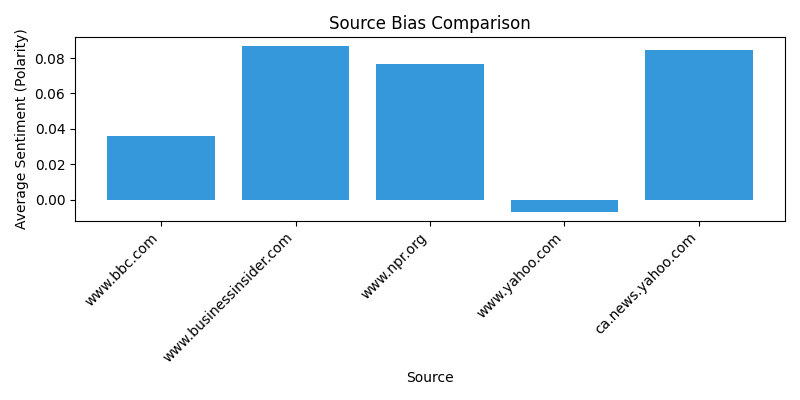 Source Bias Comparison
Average Sentiment (Polarity)
0.08
0.06
0.04
0.02
0.00
www.bbc.com
www.businessinsider.com
www.npr.org
www.yahoo.com
ca.news.yahoo.com
Source